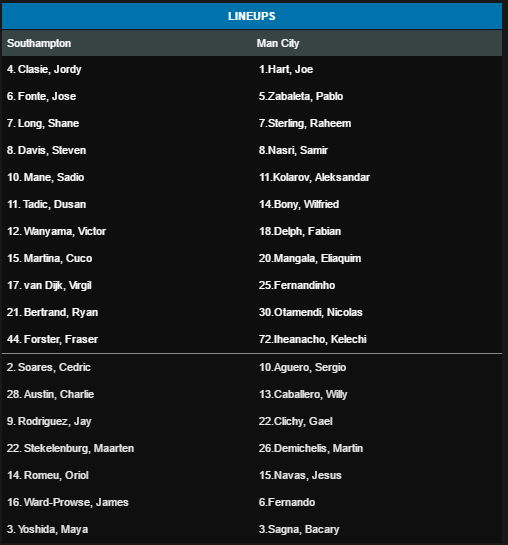 LINEUPS
Southampton Man City
4. Clasie, Jordy 1.Hart, Joe
6. Fonte, Jose 5.Zabaleta, Pablo
7. Long, Shane 7.Sterling, Raheem
8. Davis, Steven 8.Nasri, Samir
10. Mane, Sadio 11.Kolarov, Aleksandar
11. Tadic, Dusan 14.Bony, Wilfried
12. Wanyama, Victor 18.Delph, Fabian
15. Martina, Cuco 20.Mangala, Eliaquim
17. van Dijk, Virgil 25.Fernandinho
21. Bertrand, Ryan 30.Otamendi, Nicolas
44. Forster, Fraser 72.Iheanacho, Kelechi
2. Soares, Cedric 10.Aguero, Sergio
28. Austin, Charlie 13.Caballero, Willy
9. Rodriguez, Jay 22.Clichy, Gael
22. Stekelenburg, Maarten 26.Demichelis, Martin
14. Romeu, Oriol 15.Navas, Jesus
16. Ward-Prowse, James 6.Fernando
3. Yoshida, Maya 3.Sagna, Bacary